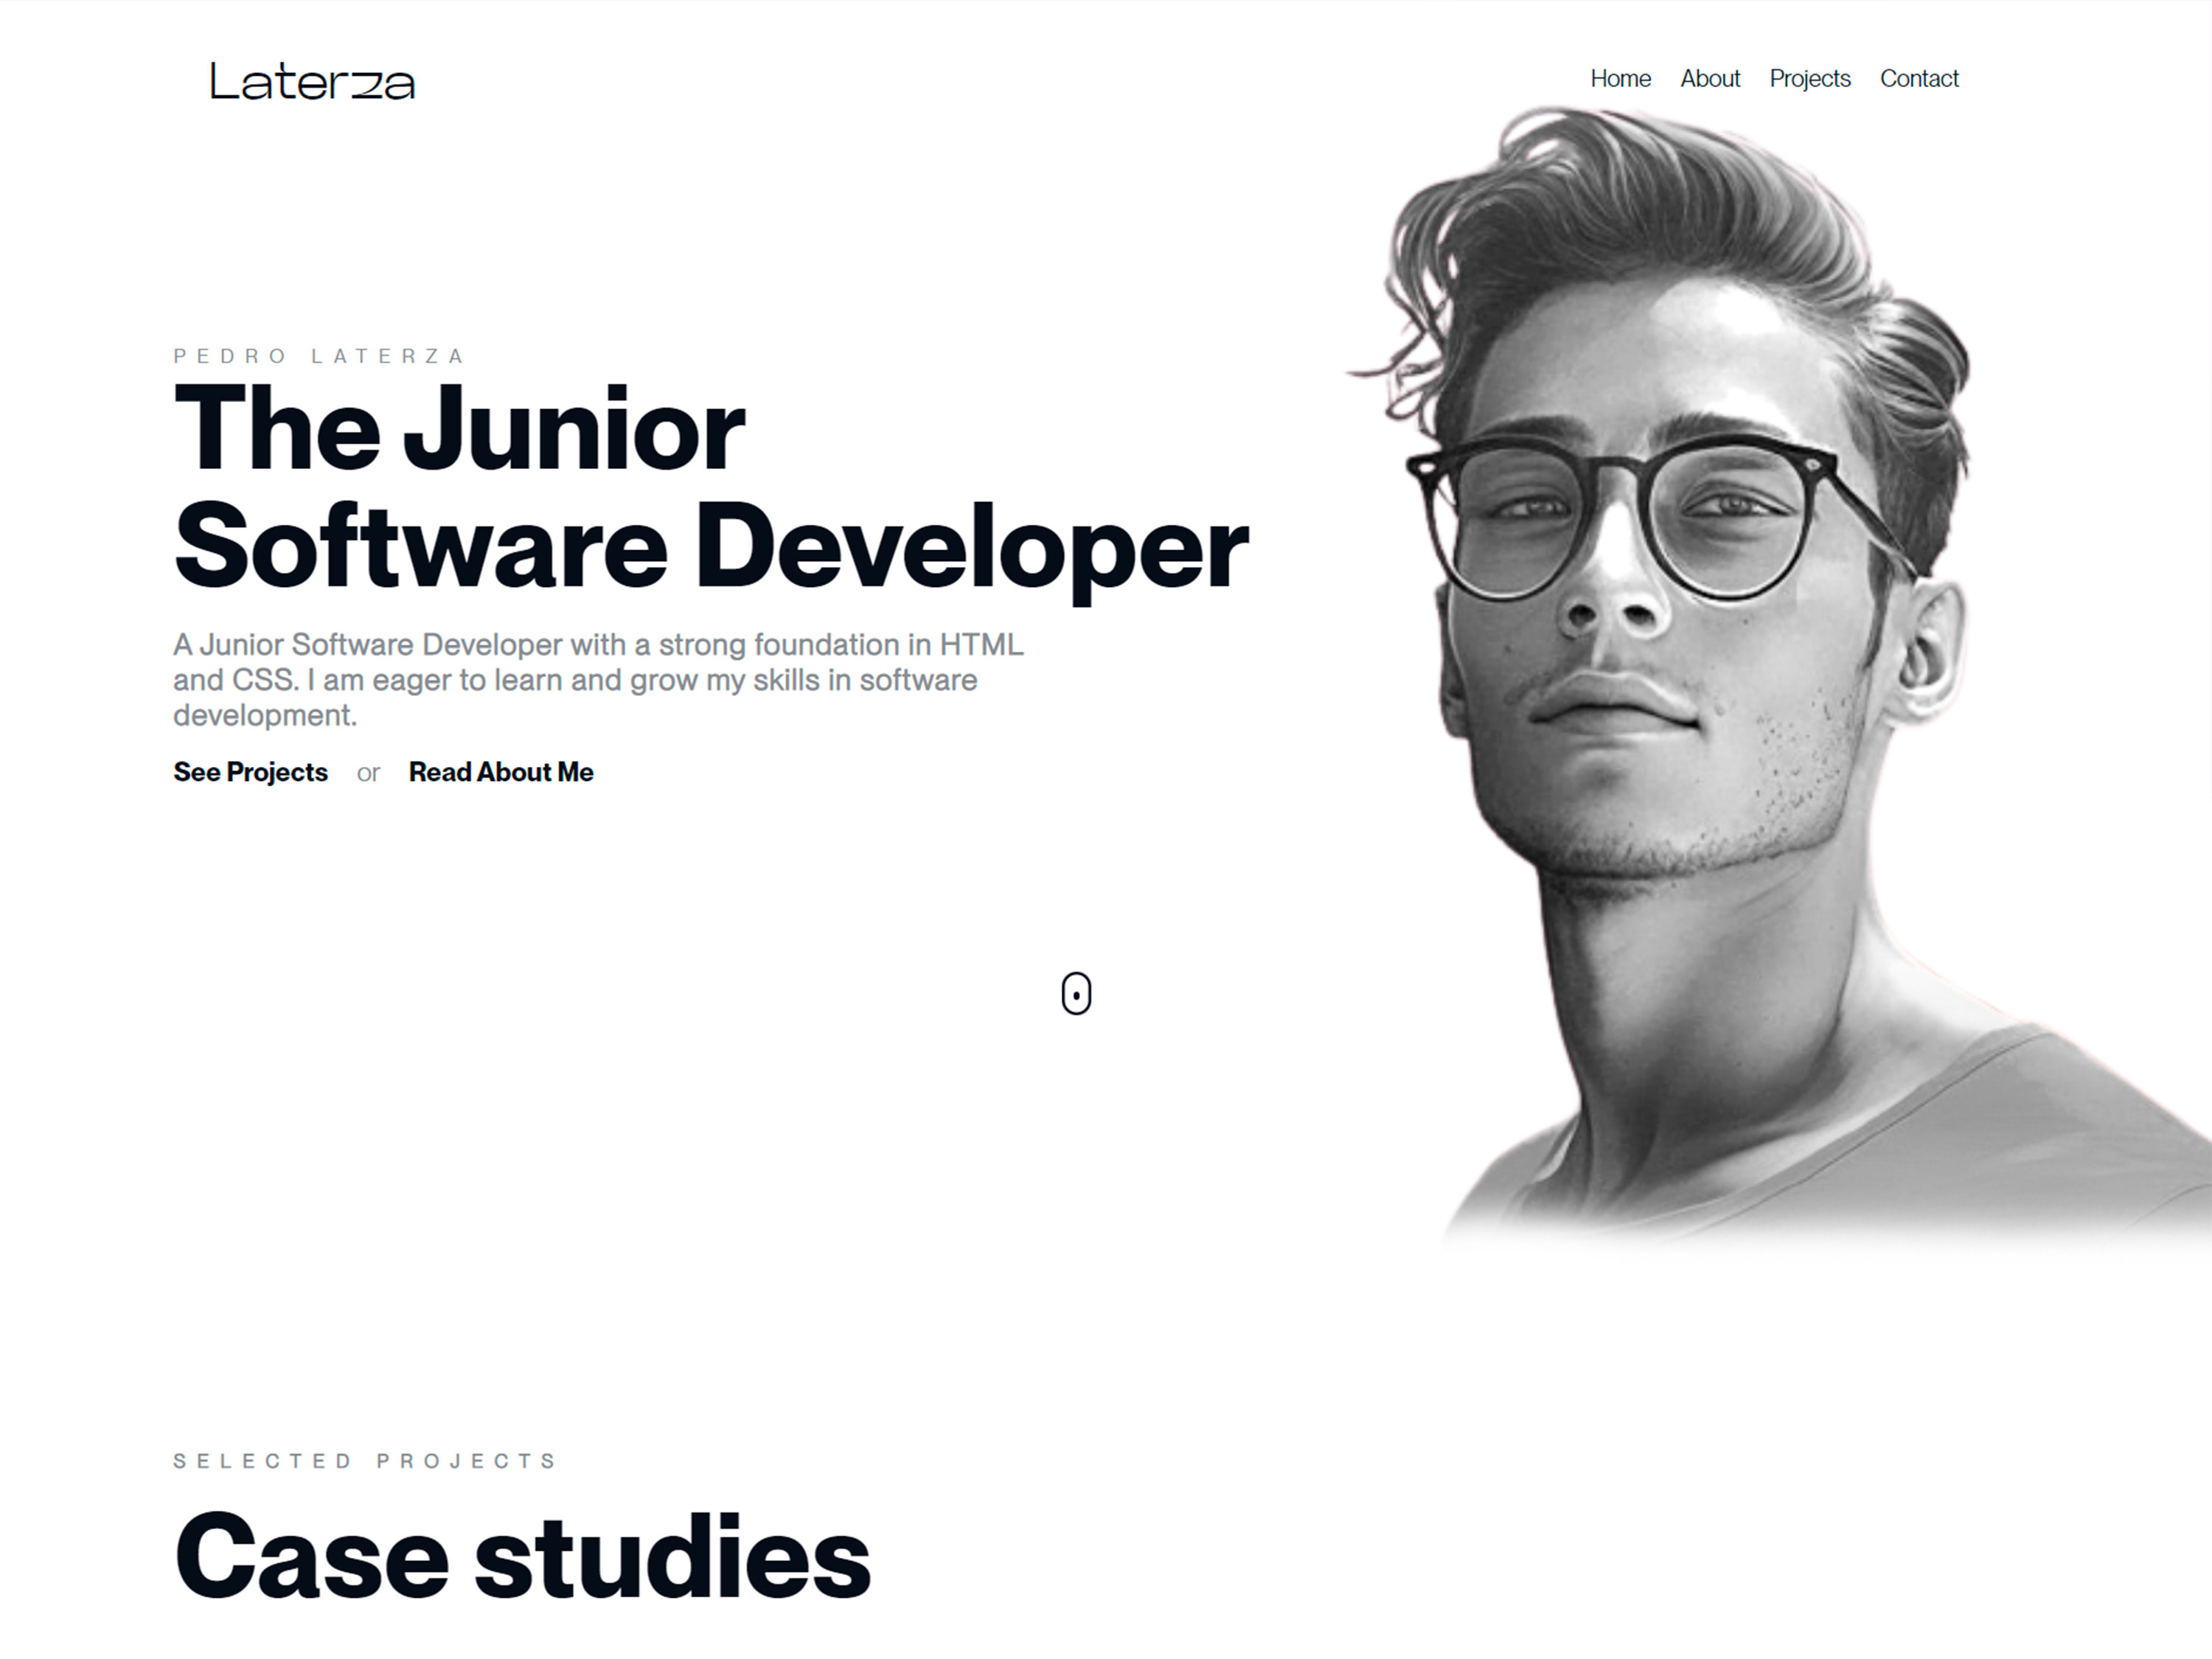 Laterza
Home About Projects Contact
PEDRO LATERZA
The Junior
Software Developer
A Junior Software Developer with a strong foundation in HTML
and CSS. I am eager to learn and grow my skills in software
development.
See Projects or Read About Me
SELECTED PROJECTS
Case studies